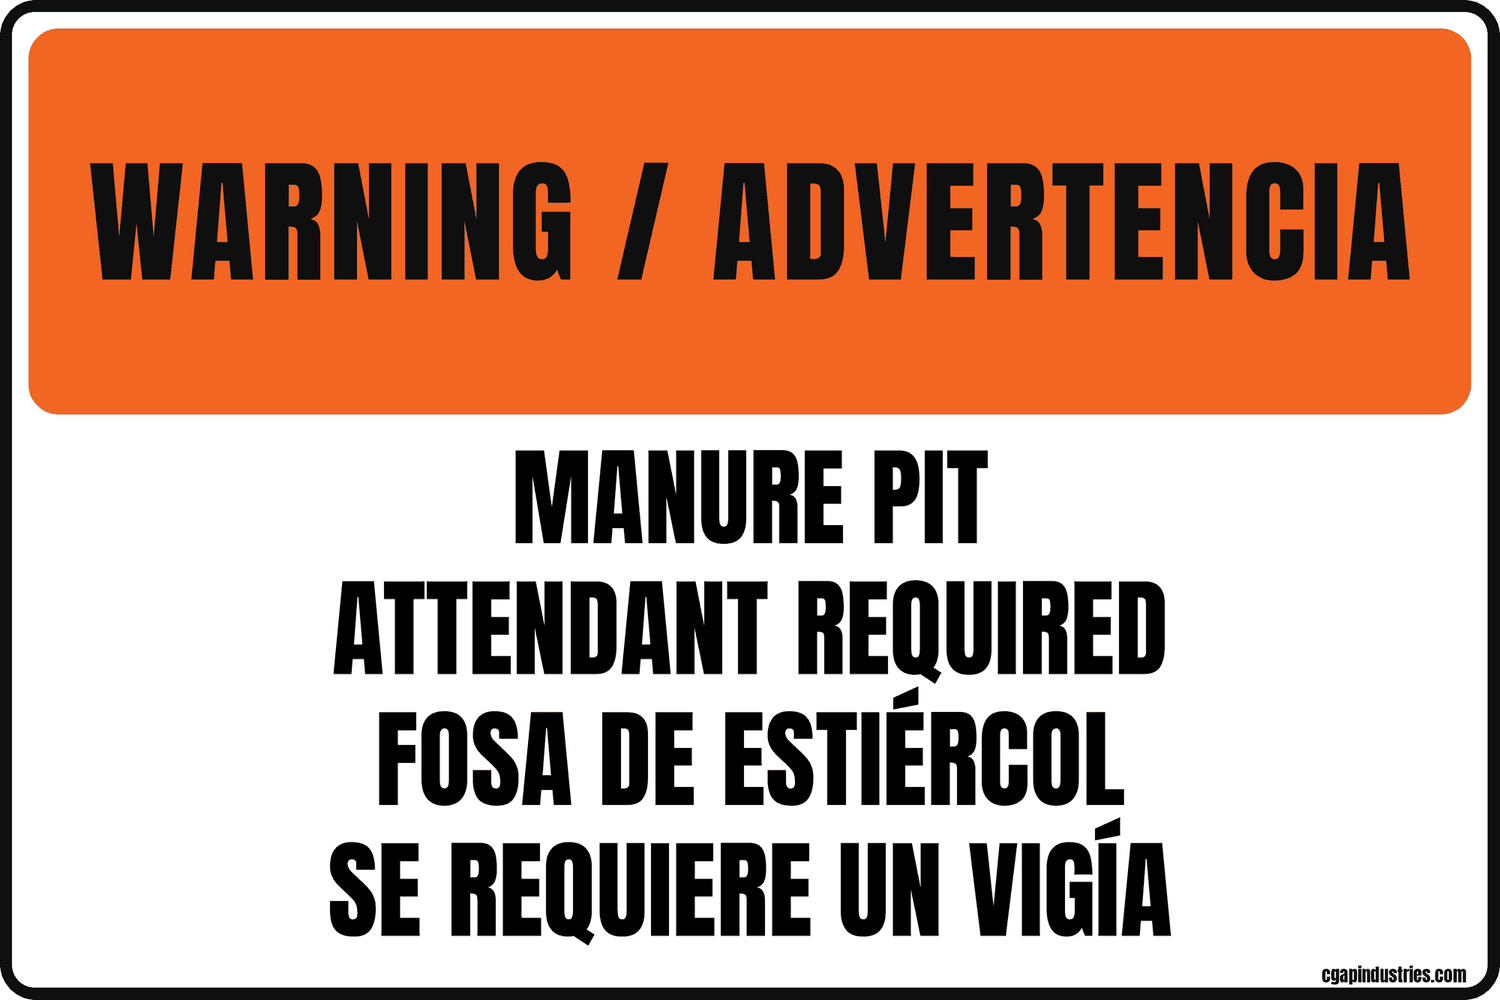 WARNING / ADVERTENCIA
MANURE PIT
ATTENDANT REQUIRED
FOSA DE ESTIÉRCOL
SE REQUIERE UN VIGÍA
cgapindustries.com